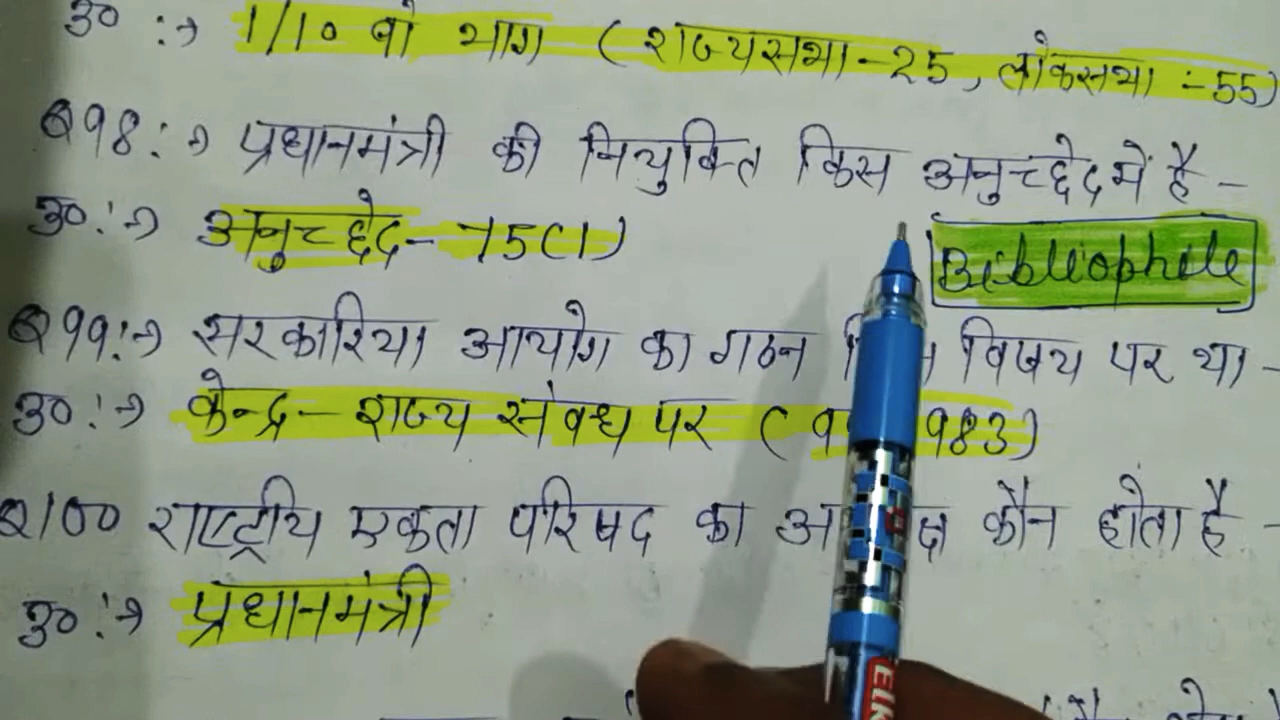 उ० :→ 1/10 वां भाग ( राज्यसभा - 25, लोकसभा :- 55)
Q98 :→ प्रधानमंत्री की नियुक्ति किस अनुच्छेद में है -
उ० :→ अनुच्छेद - 75(1)
Bibliophile
Q99 :→ सरकारिया आयोग का गठन विषय पर था -
उ० :→ केन्द्र - राज्य संबंध पर ( 983)
Q100 राष्ट्रीय एकता परिषद का कौन होता है -
उ० :→ प्रधानमंत्री